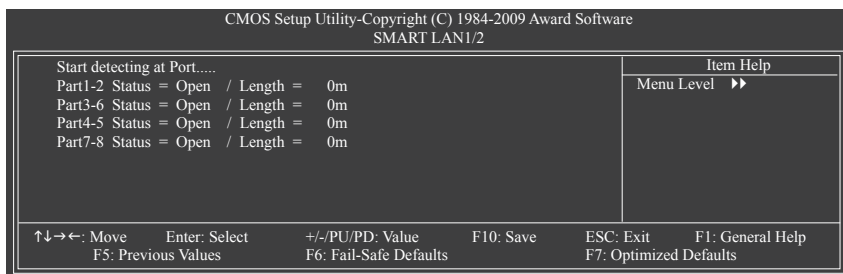 CMOS Setup Utility-Copyright (C) 1984-2009 Award Software
SMART LAN1/2
Start detecting at Port.....
Part1-2 Status = Open / Length = 0m
Part3-6 Status = Open / Length = 0m
Part4-5 Status = Open / Length = 0m
Part7-8 Status = Open / Length = 0m
Item Help
Menu Level ▶▶
↑↓→←: Move Enter: Select +/-/PU/PD: Value F10: Save ESC: Exit F1: General Help
F5: Previous Values F6: Fail-Safe Defaults F7: Optimized Defaults